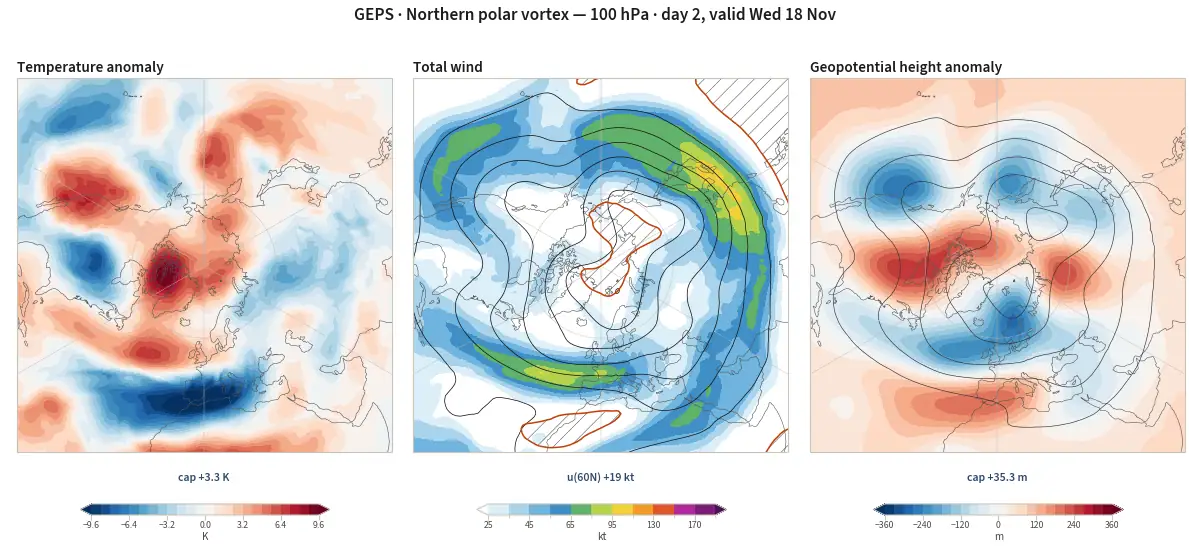 GEPS · Northern polar vortex — 100 hPa · day 2, valid Wed 18 Nov
Temperature anomaly
Total wind
Geopotential height anomaly
cap +3.3 K
u(60N) +19 kt
cap +35.3 m
−9.6 −6.4 −3.2 0.0 3.2 6.4 9.6
K
25 45 65 95 130 170
kt
−360 −240 −120 0 120 240 360
m